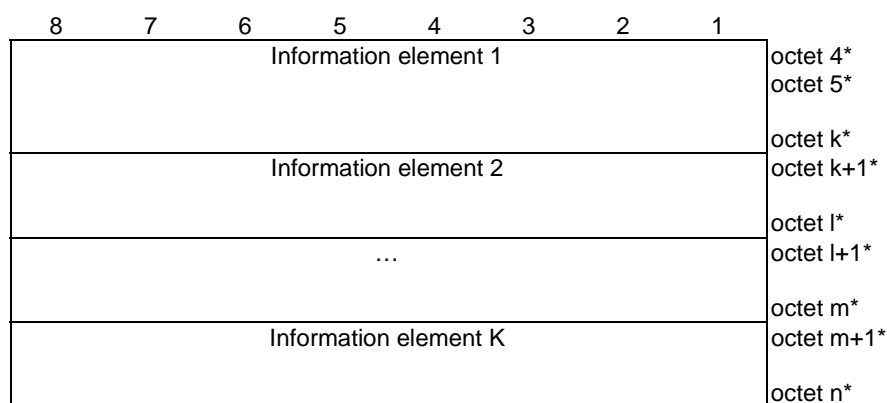 8 7 6 5 4 3 2 1
Information element 1 octet 4*
octet 5*
octet k*
Information element 2 octet k+1*
octet l*
… octet l+1*
octet m*
Information element K octet m+1*
octet n*